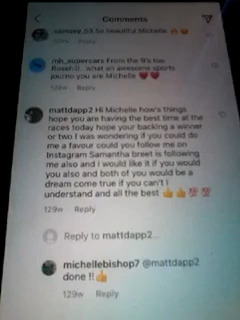 Comments
So beautiful Michelle
Reply
mh_supercars From the 9's too
what an awesome sports
journo you are Michelle ❤️❤️
129w Reply
mattdapp2 Hi Michelle how's things
hope you are having the best time at the
races today hope your backing a winner
or two I was wondering if you could do
me a favour could you follow me on
Instagram Samantha breet is following
me also and i would like it if you would
you also and both of you would be a
dream come true if you can't I
understand and all the best 👍👍💯💯
129w Reply
Reply to mattdapp2...
michellebishop7 @mattdapp2
done !!👍
129w Reply